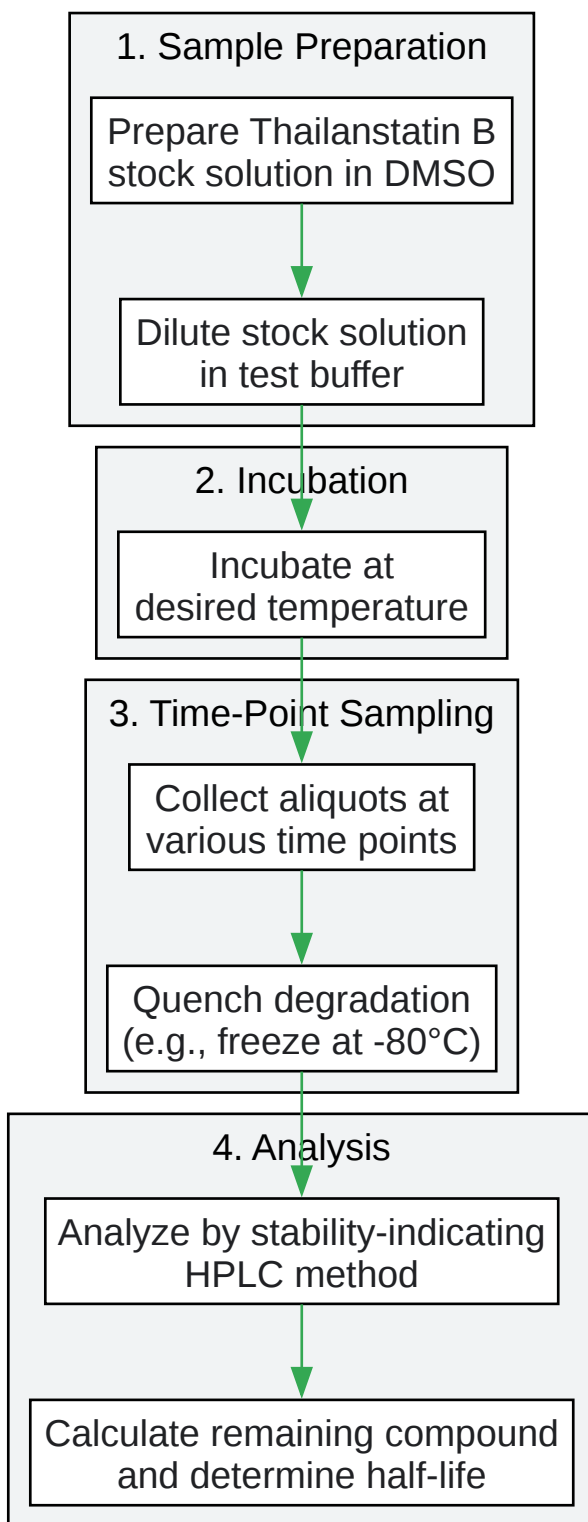 1. Sample Preparation
Prepare Thailanstatin B
stock solution in DMSO
Dilute stock solution
in test buffer
2. Incubation
Incubate at
desired temperature
3. Time-Point Sampling
Collect aliquots at
various time points
Quench degradation
(e.g., freeze at -80°C)
4. Analysis
Analyze by stability-indicating
HPLC method
Calculate remaining compound
and determine half-life